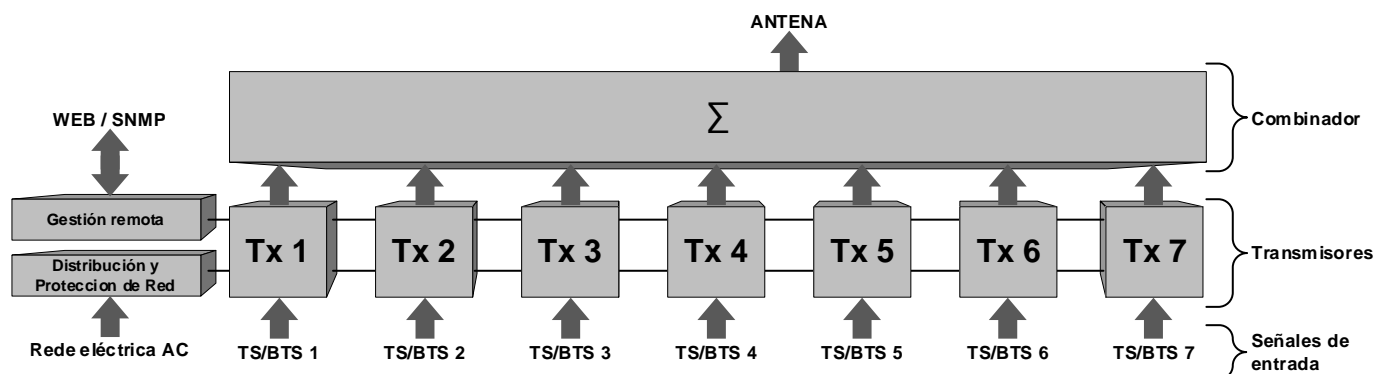 ANTENA
∑
Combinador
WEB / SNMP
Gestión remota
Distribución y
Proteccion de Red
Tx 1
Tx 2
Tx 3
Tx 4
Tx 5
Tx 6
Tx 7
Transmisores
Rede eléctrica AC
TS/BTS 1
TS/BTS 2
TS/BTS 3
TS/BTS 4
TS/BTS 5
TS/BTS 6
TS/BTS 7
Señales de
entrada